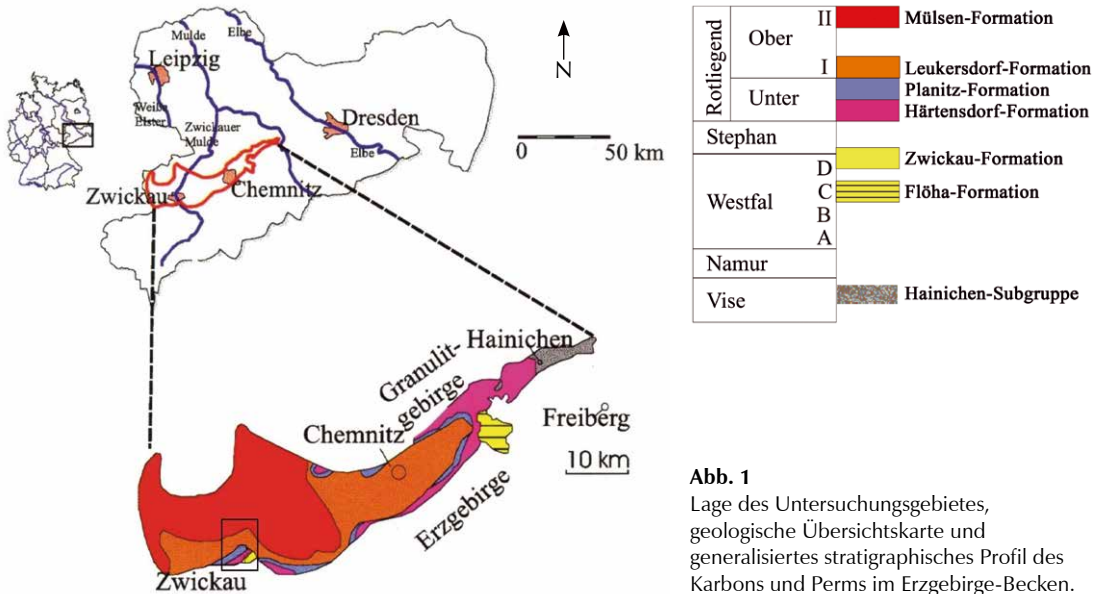 Mulde
Elbe
Leipzig
Weiße
Elster
Zwickauer
Mulde
Dresden
Elbe
Zwickau
Chemnitz
N
0 50 km
Hainichen
Granulit-
gebirge
Freiberg
Chemnitz
10 km
Erzgebirge
Zwickau
Rotliegend
Ober
II
Mülsen-Formation
I
Leukersdorf-Formation
Unter
Planitz-Formation
Härtensdorf-Formation
Stephan
Westfal
D
Zwickau-Formation
C
Flöha-Formation
B
A
Namur
Vise
Hainichen-Subgruppe
Abb. 1
Lage des Untersuchungsgebietes,
geologische Übersichtskarte und
generalisiertes stratigraphisches Profil des
Karbons und Perms im Erzgebirge-Becken.